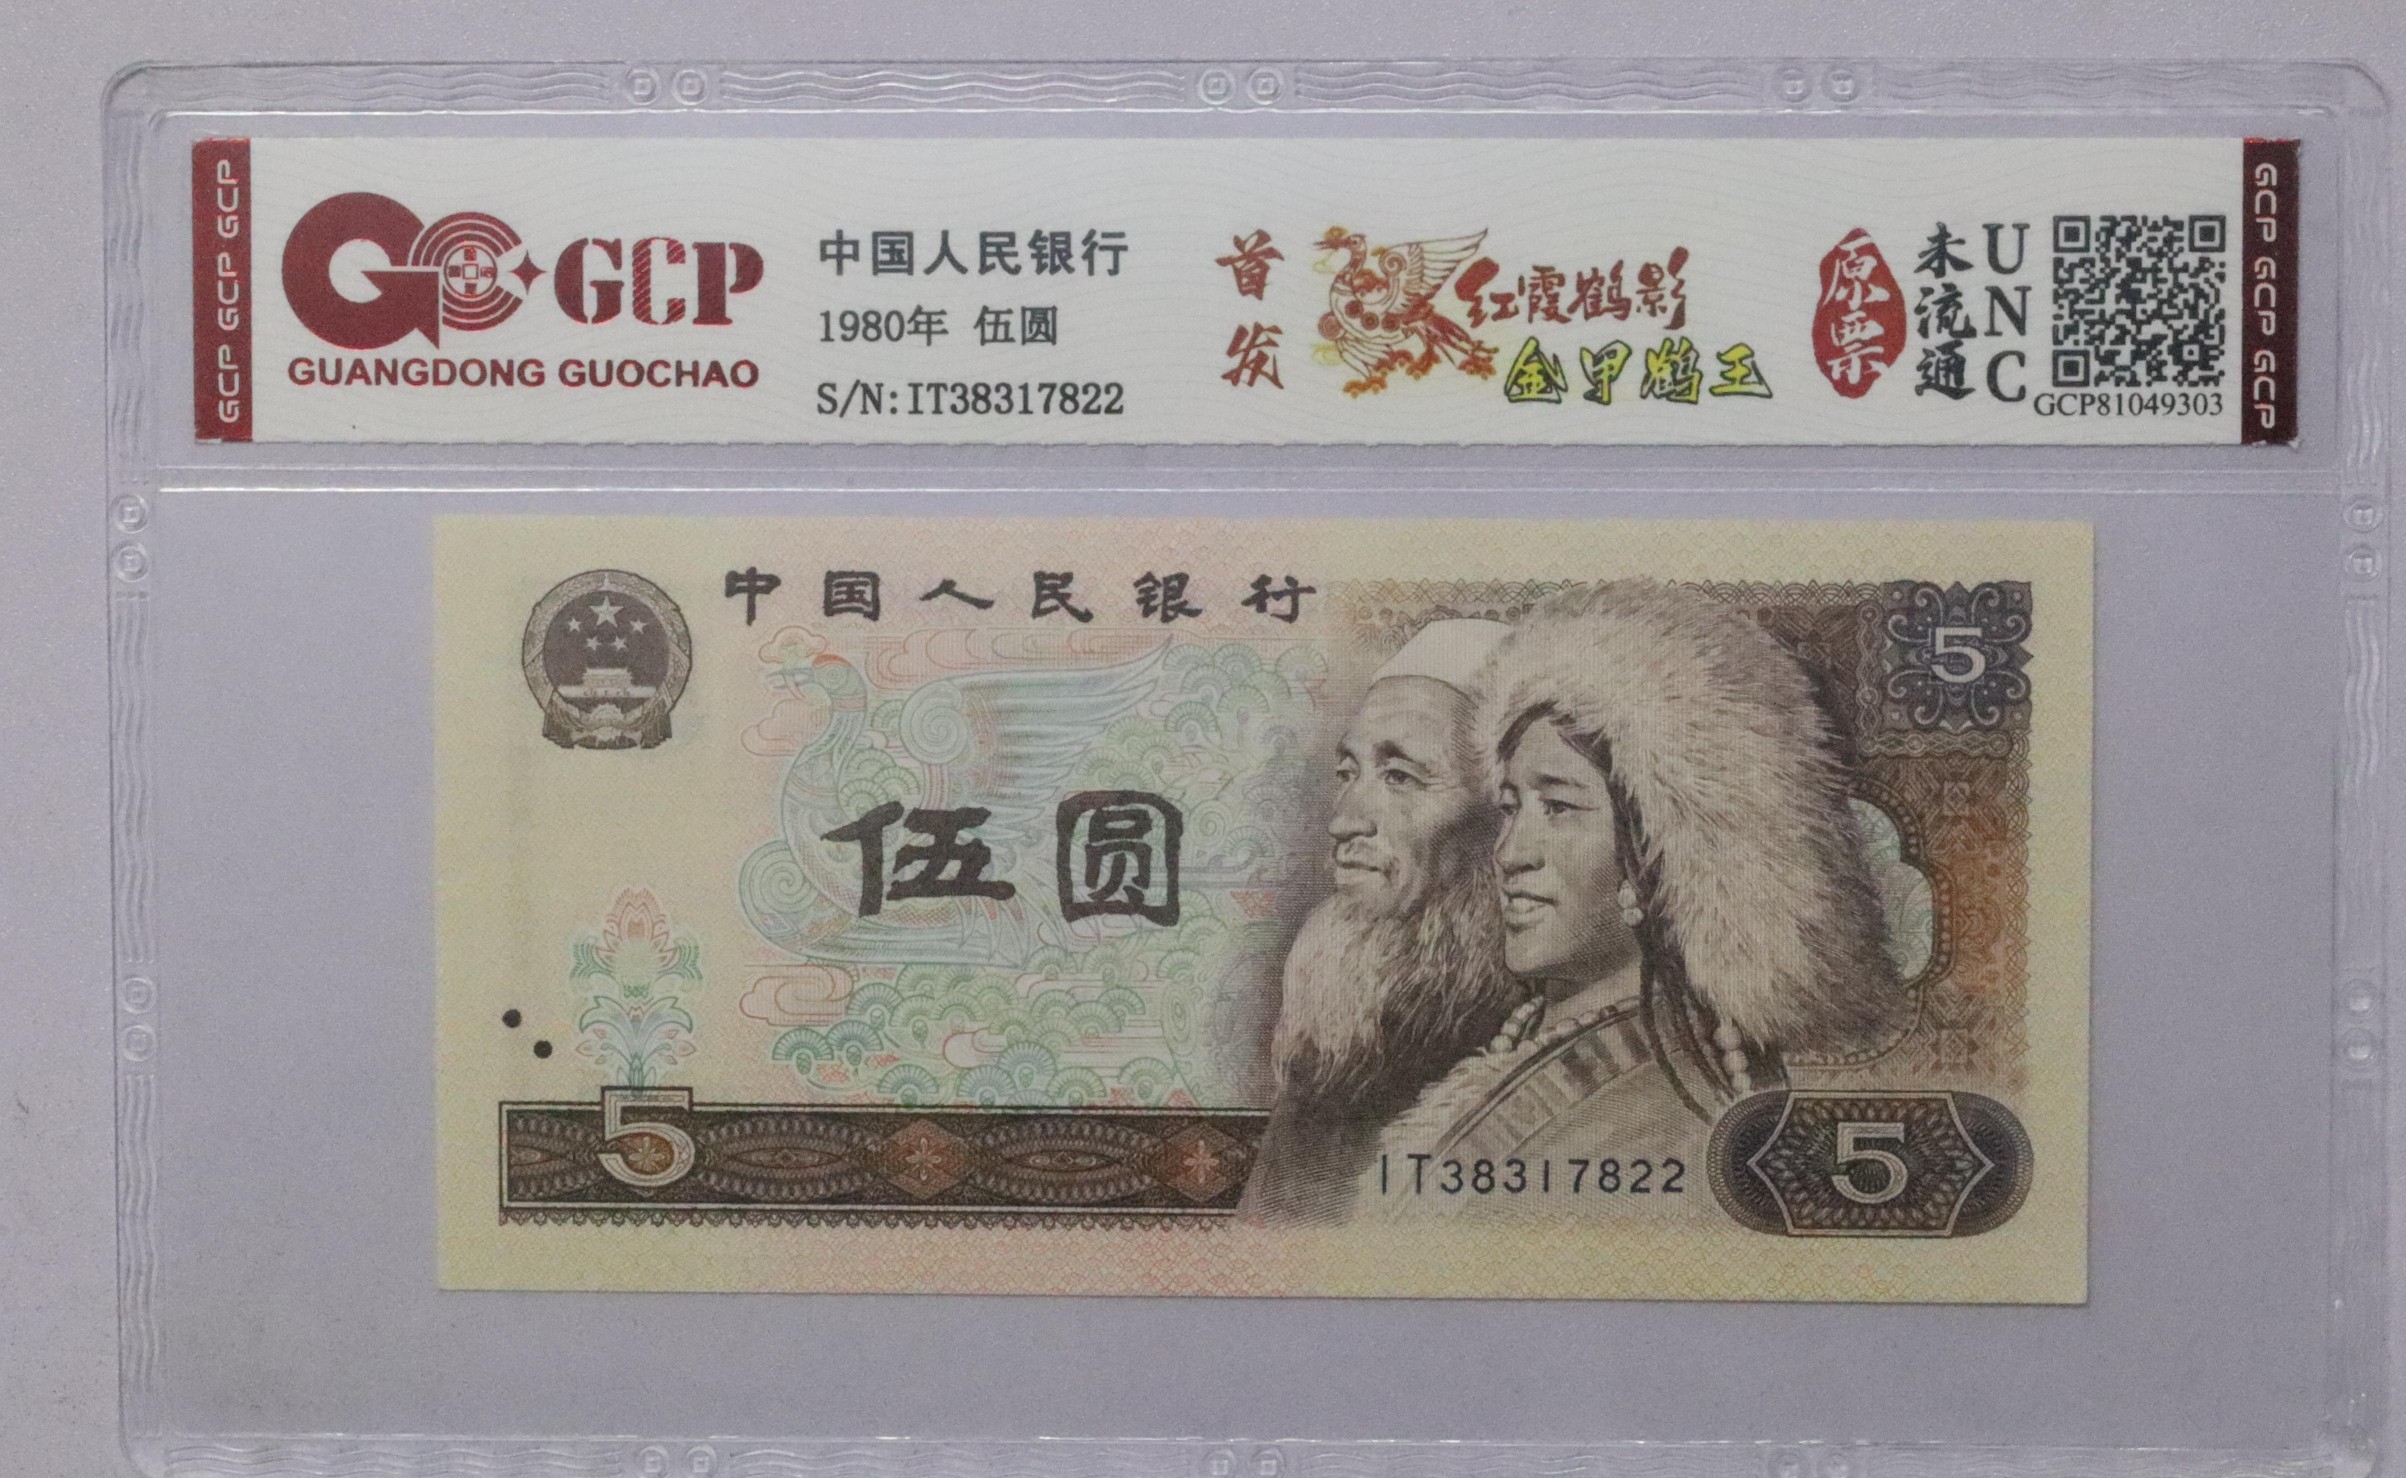 GCP GCP GCP
GCP
GUANGDONG GUOCHAO
中国人民银行
1980年 伍圆
S/N:IT38317822
首发
红霞鹤影
金甲鹤王
原票
未流通
UNC
GCP81049303
GCP GCP GCP
中国人民银行
5
伍圆
5
IT38317822
5